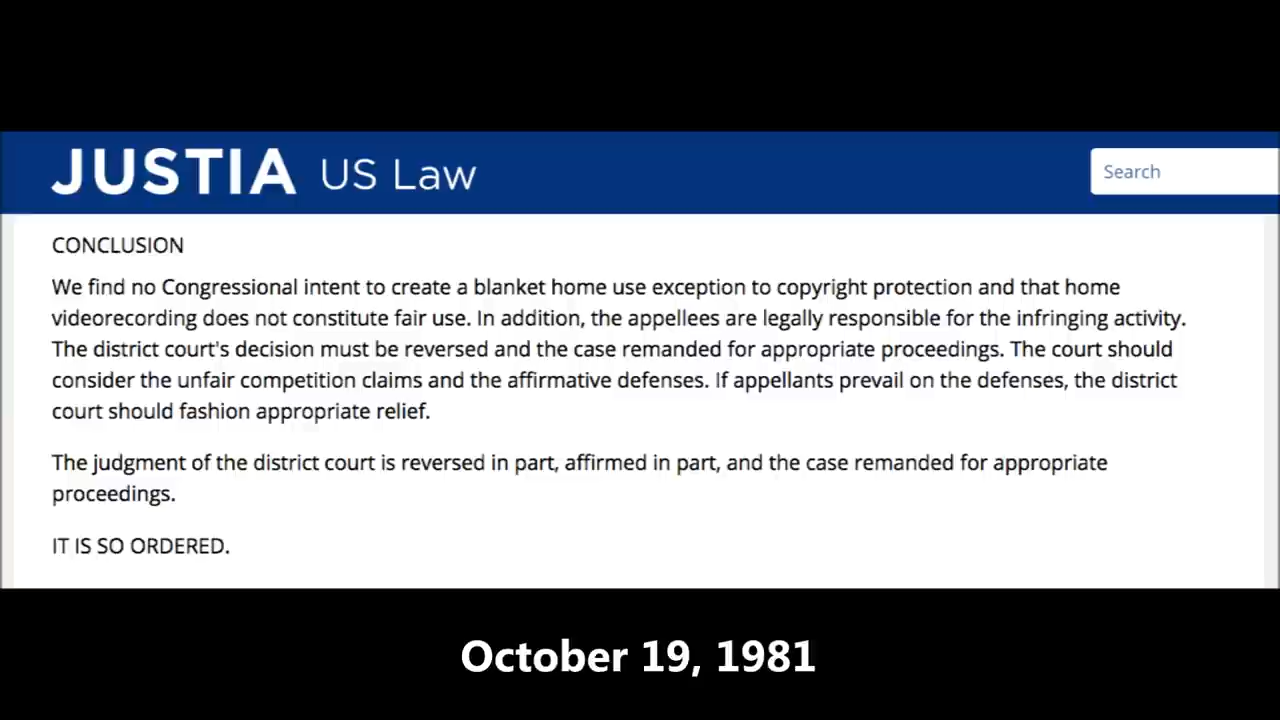 JUSTIA US Law
Search
CONCLUSION
We find no Congressional intent to create a blanket home use exception to copyright protection and that home
videorecording does not constitute fair use. In addition, the appellees are legally responsible for the infringing activity.
The district court's decision must be reversed and the case remanded for appropriate proceedings. The court should
consider the unfair competition claims and the affirmative defenses. If appellants prevail on the defenses, the district
court should fashion appropriate relief.
The judgment of the district court is reversed in part, affirmed in part, and the case remanded for appropriate
proceedings.
IT IS SO ORDERED.
October 19, 1981